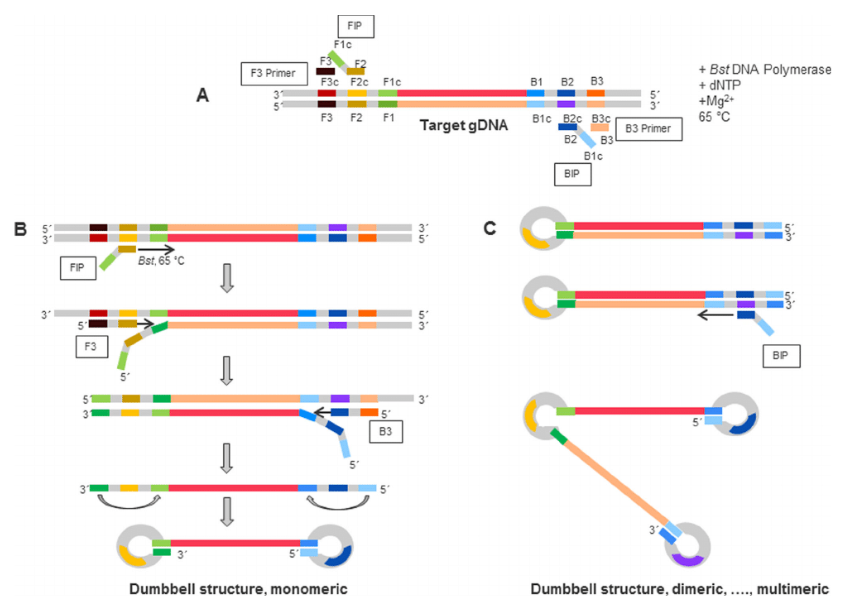 FIP
F1c
F3 F2
F3 Primer
F3c F2c F1c B1 B2 B3
A
3´ 5´
5´ 3´
F3 F2 F1 Target gDNA B1c B2c B3c
B3 Primer
B2 B3
B1c
BIP
+ Bst DNA Polymerase
+ dNTP
+Mg2+
65 °C
B
5´ 3´
3´ 5´
Bst, 65 °C
FIP
3´ 5´
5´ 3´
F3
5´
5´ 3´
3´ 5´
B3
5´
3´ 5´
3´ 5´
Dumbbell structure, monomeric
C
5´
3´
5´
3´
BIP
5´
3´
Dumbbell structure, dimeric, …., multimeric